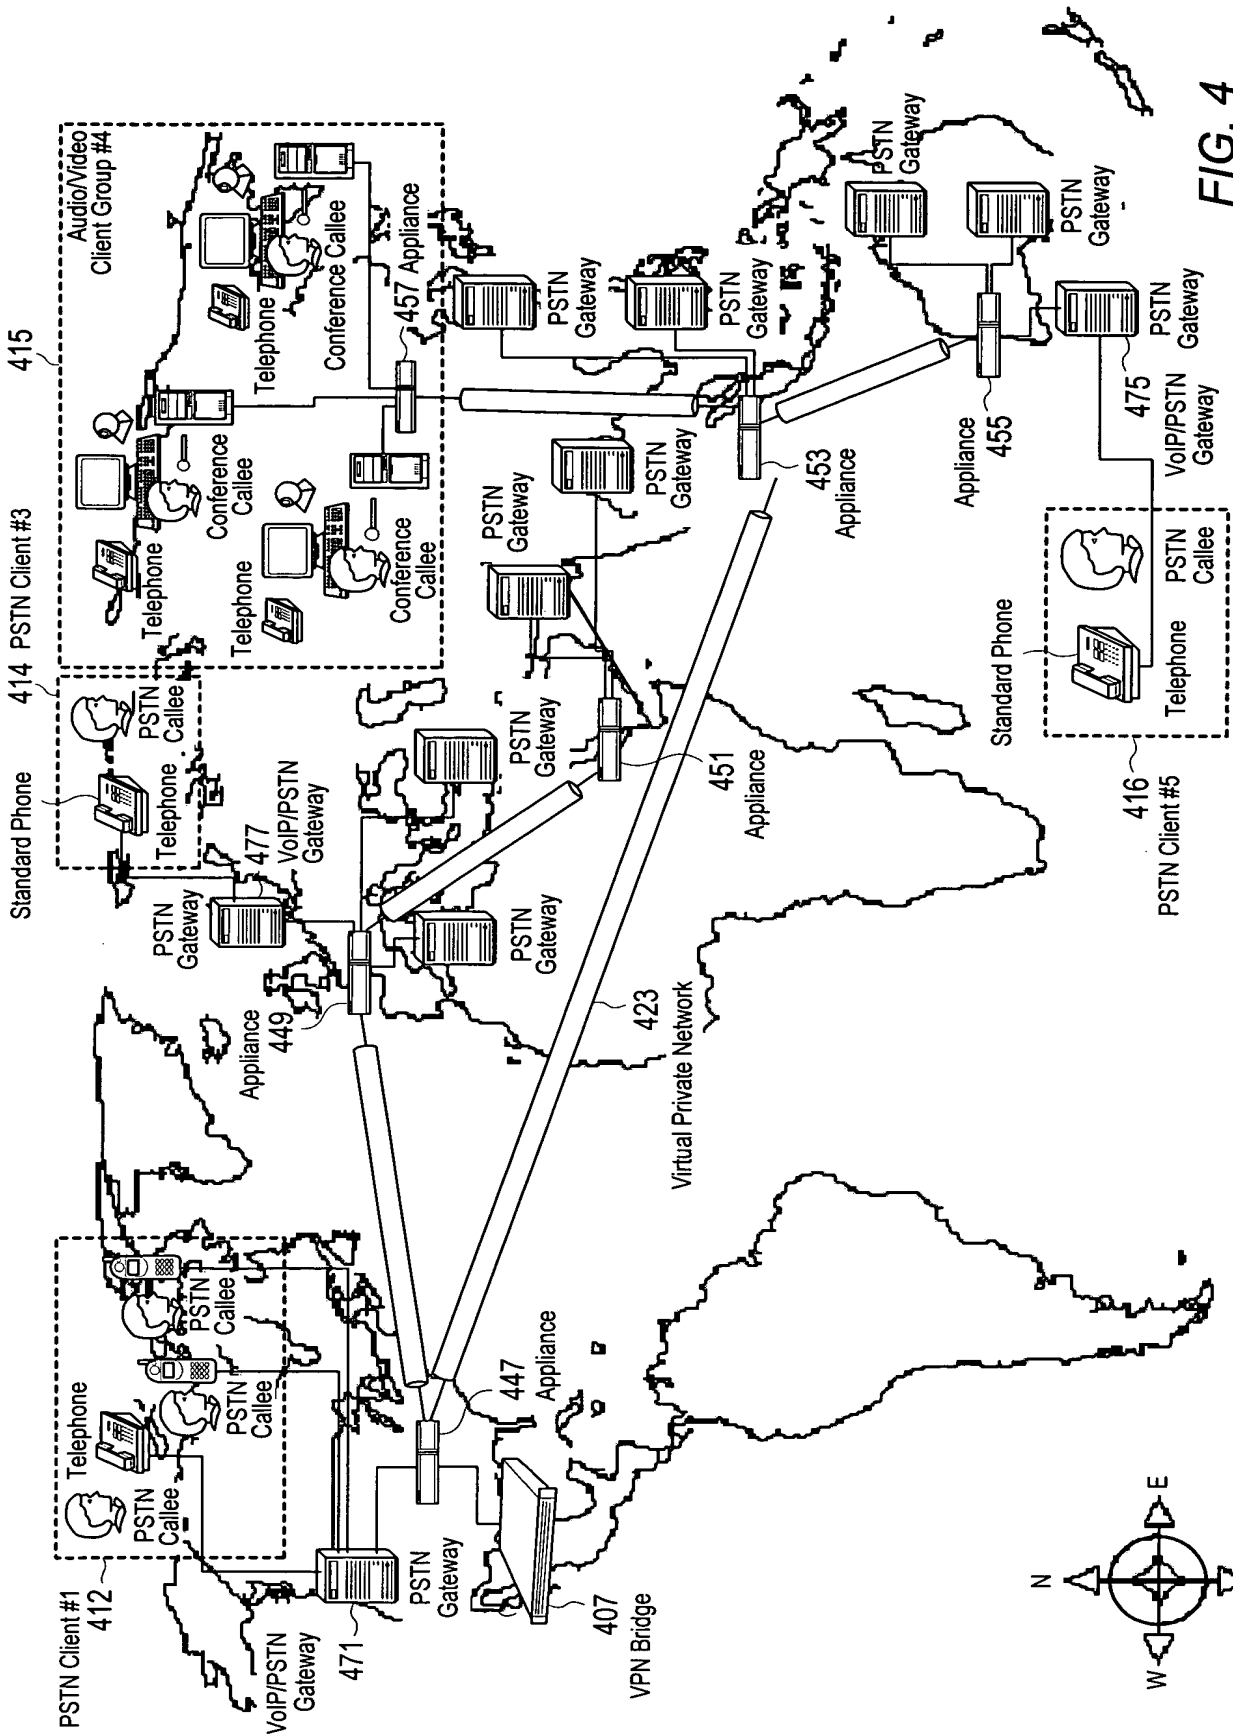 PSTN Client #1
412
VoIP/PSTN
Gateway
471
PSTN
Gateway
Telephone
PSTN
Callee
PSTN
Callee
PSTN
Callee
447
Appliance
407
VPN Bridge
Standard Phone
414 PSTN Client #3
Telephone
PSTN
Callee
PSTN
Gateway
477
VoIP/PSTN
Gateway
Appliance
449
PSTN
Gateway
PSTN
Gateway
423
Virtual Private Network
451
Appliance
PSTN
Gateway
PSTN
Gateway
415
Audio/Video
Client Group #4
Telephone
Conference
Callee
Telephone
Conference
Callee
Telephone
Conference Callee
457 Appliance
PSTN
Gateway
PSTN
Gateway
453
Appliance
Appliance
455
PSTN
Gateway
PSTN
Gateway
PSTN
Gateway
475
VoIP/PSTN
Gateway
Standard Phone
Telephone
PSTN
Callee
416
PSTN Client #5
N
W
E
FIG. 4